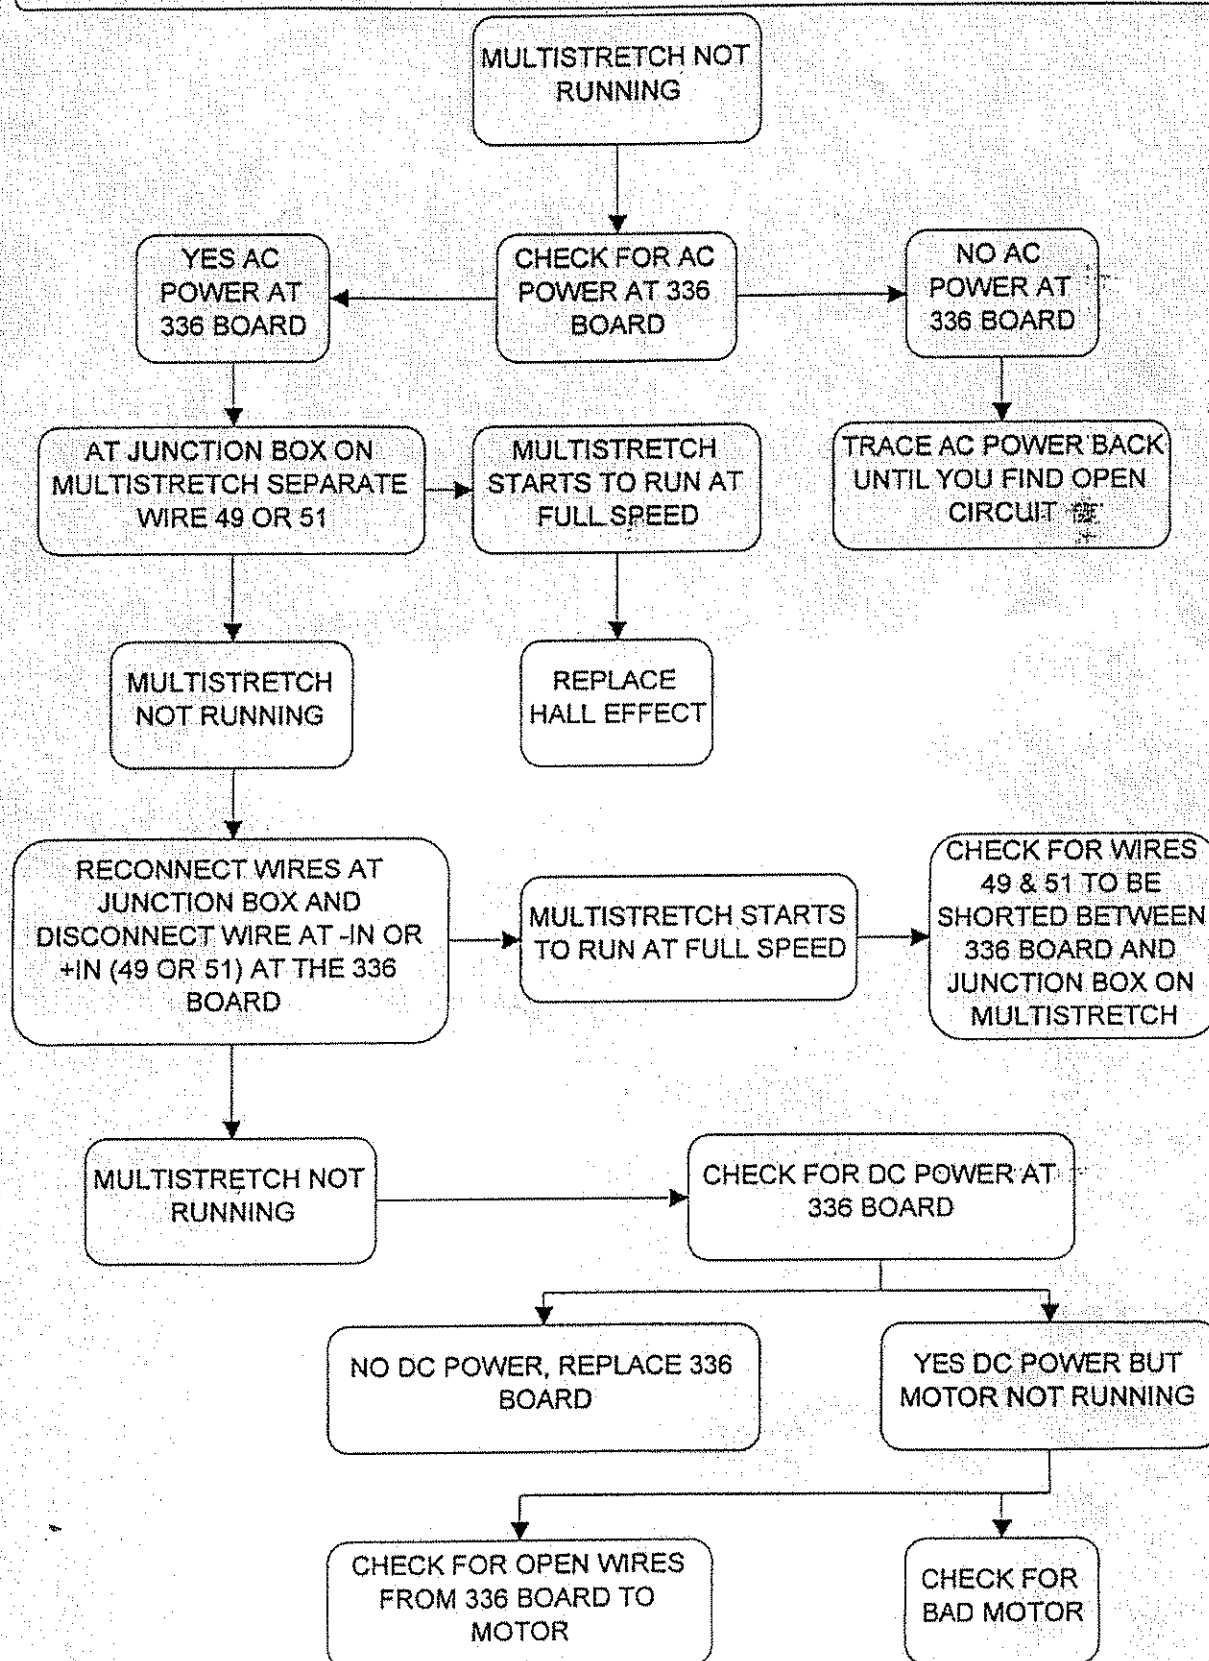 MULTISTRETCH NOT
RUNNING
YES AC
POWER AT
336 BOARD
CHECK FOR AC
POWER AT 336
BOARD
NO AC
POWER AT
336 BOARD
AT JUNCTION BOX ON
MULTISTRETCH SEPARATE
WIRE 49 OR 51
MULTISTRETCH
STARTS TO RUN AT
FULL SPEED
TRACE AC POWER BACK
UNTIL YOU FIND OPEN
CIRCUIT
MULTISTRETCH
NOT RUNNING
REPLACE
HALL EFFECT
RECONNECT WIRES AT
JUNCTION BOX AND
DISCONNECT WIRE AT -IN OR
+IN (49 OR 51) AT THE 336
BOARD
MULTISTRETCH STARTS
TO RUN AT FULL SPEED
CHECK FOR WIRES
49 & 51 TO BE
SHORTED BETWEEN
336 BOARD AND
JUNCTION BOX ON
MULTISTRETCH
MULTISTRETCH NOT
RUNNING
CHECK FOR DC POWER AT
336 BOARD
NO DC POWER, REPLACE 336
BOARD
YES DC POWER BUT
MOTOR NOT RUNNING
CHECK FOR OPEN WIRES
FROM 336 BOARD TO
MOTOR
CHECK FOR
BAD MOTOR